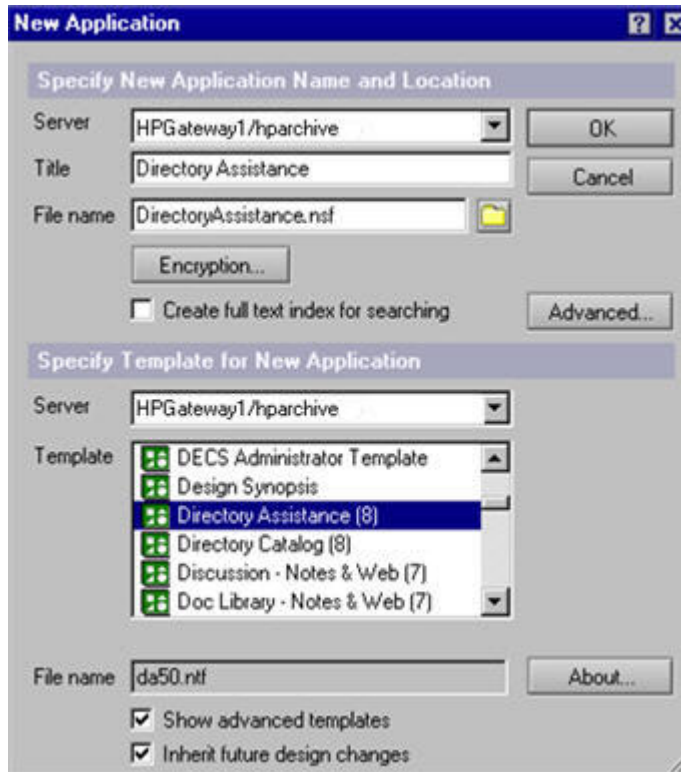 New Application
Specify New Application Name and Location
Server HPGateway1/hparchive OK
Title Directory Assistance Cancel
File name DirectoryAssistance.nsf
Encryption...
Create full text index for searching Advanced...
Specify Template for New Application
Server HPGateway1/hparchive
Template DECS Administrator Template
Design Synopsis
Directory Assistance (8)
Directory Catalog (8)
Discussion - Notes & Web (7)
Doc Library - Notes & Web (7)
File name da50.ntf About...
Show advanced templates
Inherit future design changes